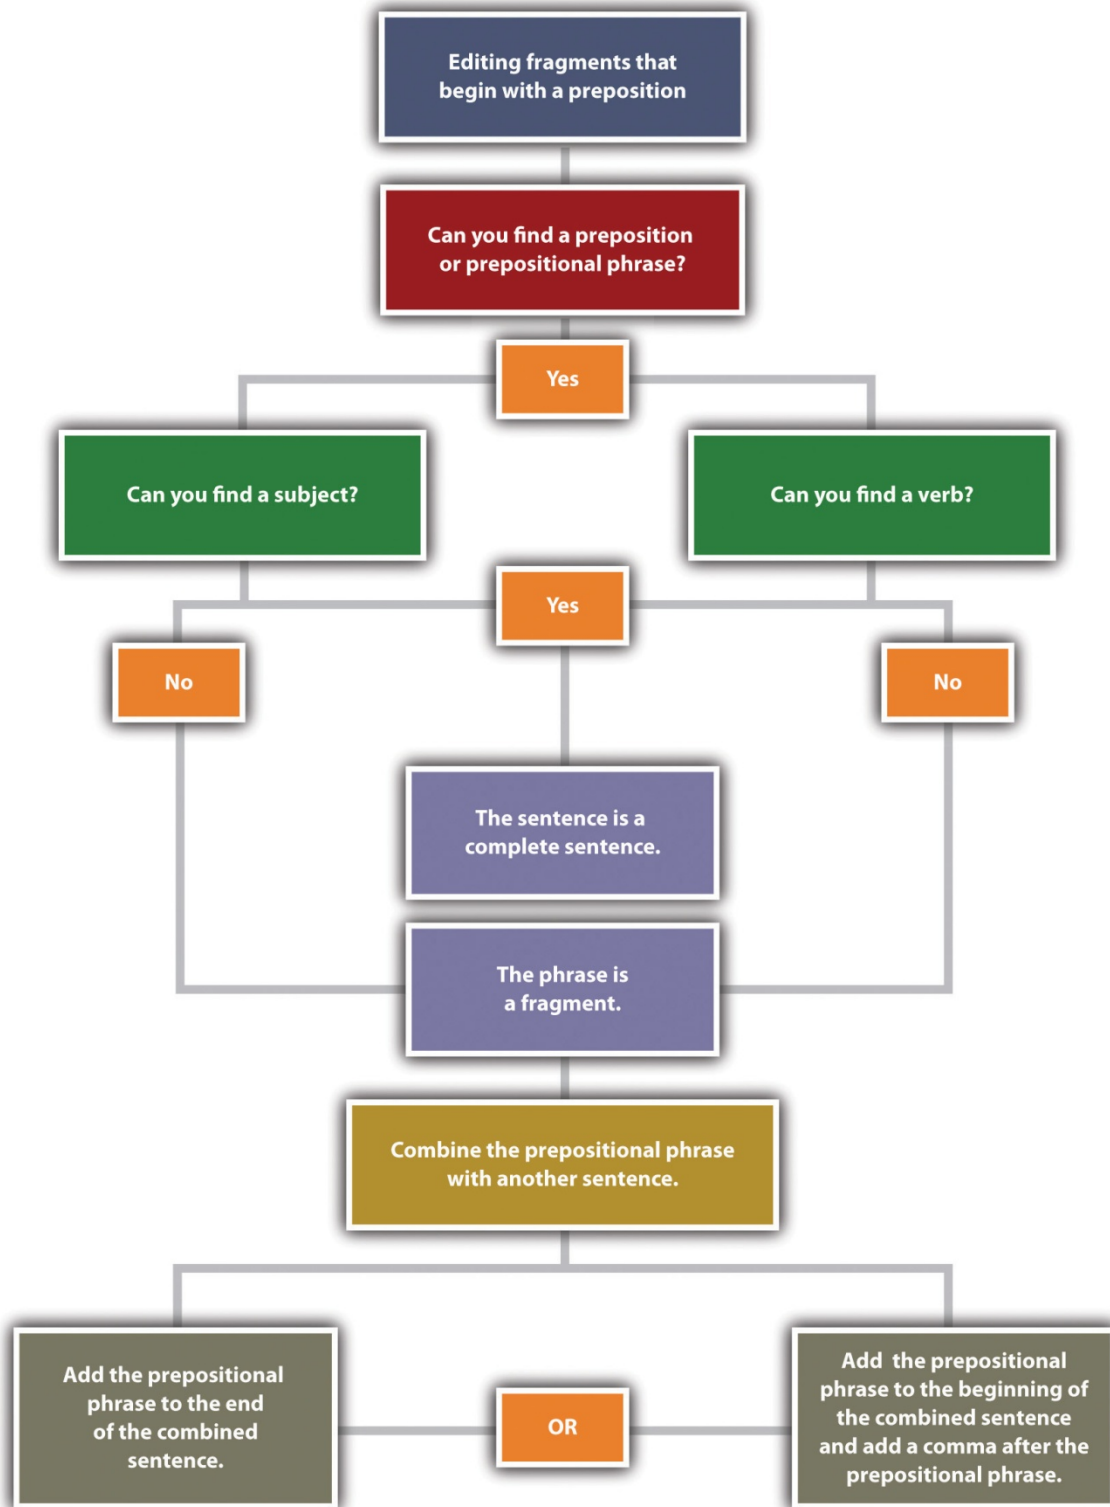 Editing fragments that
begin with a preposition
Can you find a preposition
or prepositional phrase?
Yes
Can you find a subject?
Can you find a verb?
Yes
No
No
The sentence is a
complete sentence.
The phrase is
a fragment.
Combine the prepositional phrase
with another sentence.
Add the prepositional
phrase to the end
of the combined
sentence.
OR
Add the prepositional
phrase to the beginning of
the combined sentence
and add a comma after the
prepositional phrase.